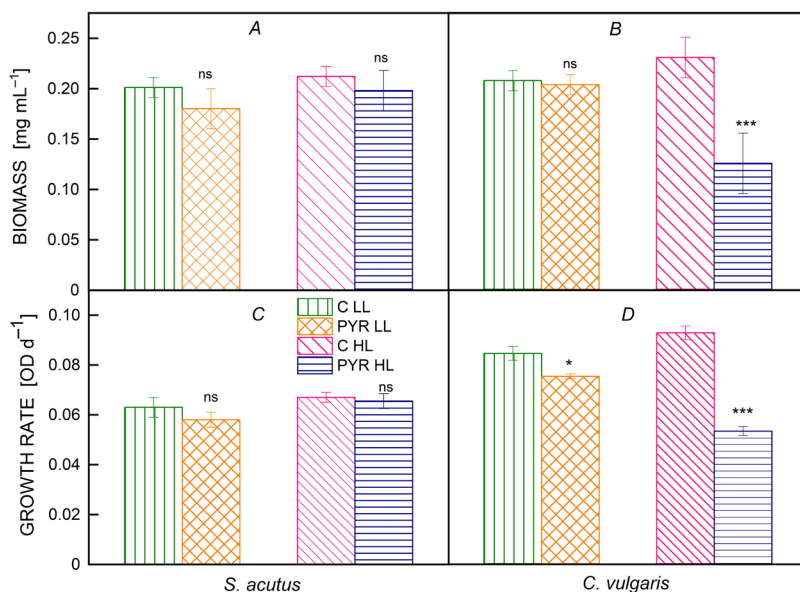 A
B
BIOMASS [mg mL⁻¹]
0.25
0.20
0.15
0.10
0.05
0
ns
ns
ns
***
C
D
GROWTH RATE [OD d⁻¹]
0.10
0.08
0.06
0.04
0.02
0
C LL
PYR LL
C HL
PYR HL
ns
ns
*
***
S. acutus
C. vulgaris